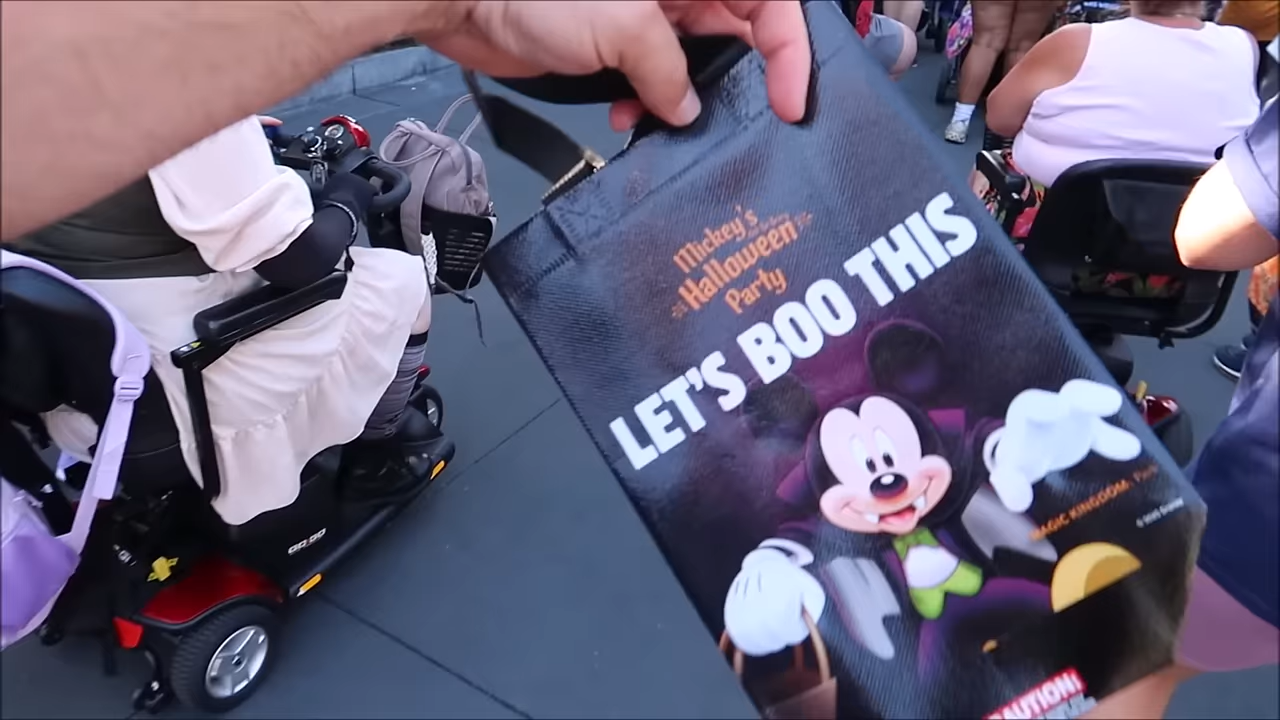 Mickey's
Halloween
Party
LET'S BOO THIS
MAGIC KINGDOM Park
CAUTION!
GO GO